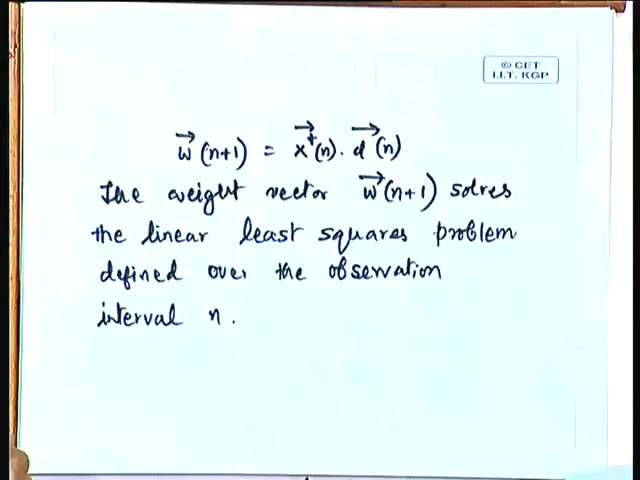 © CET
I.I.T. KGP
w⃗(n+1) = x⃗⁺(n). d⃗(n)
The weight vector w⃗(n+1) solves
the linear least squares problem
defined over the observation
interval n.